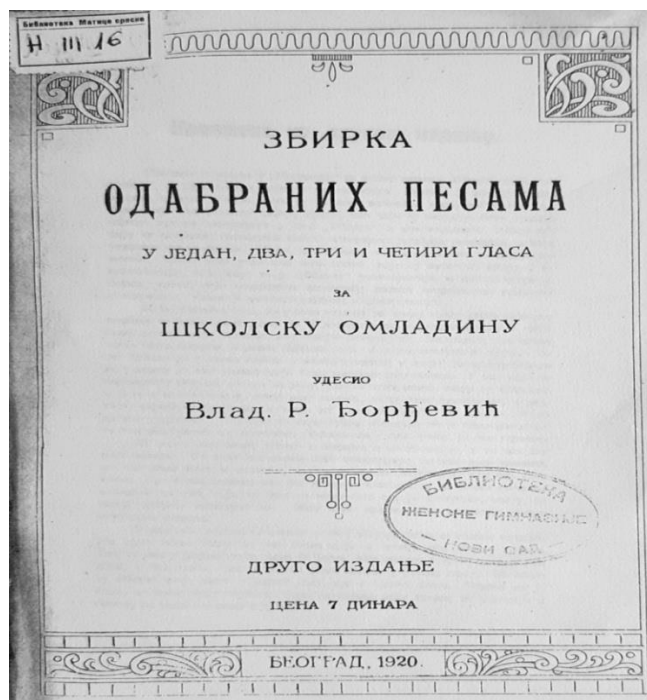 Библиотека Матице српске
Н III 16
ЗБИРКА
ОДАБРАНИХ ПЕСАМА
У ЈЕДАН, ДВА, ТРИ И ЧЕТИРИ ГЛАСА
ЗА
ШКОЛСКУ ОМЛАДИНУ
УДЕСИО
Влад. Р. Ђорђевић
БИБЛИОТЕКА
ЖЕНСКЕ ГИМНАЗИЈЕ
— НОВИ САД —
ДРУГО ИЗДАЊЕ
ЦЕНА 7 ДИНАРА
БЕОГРАД, 1920.